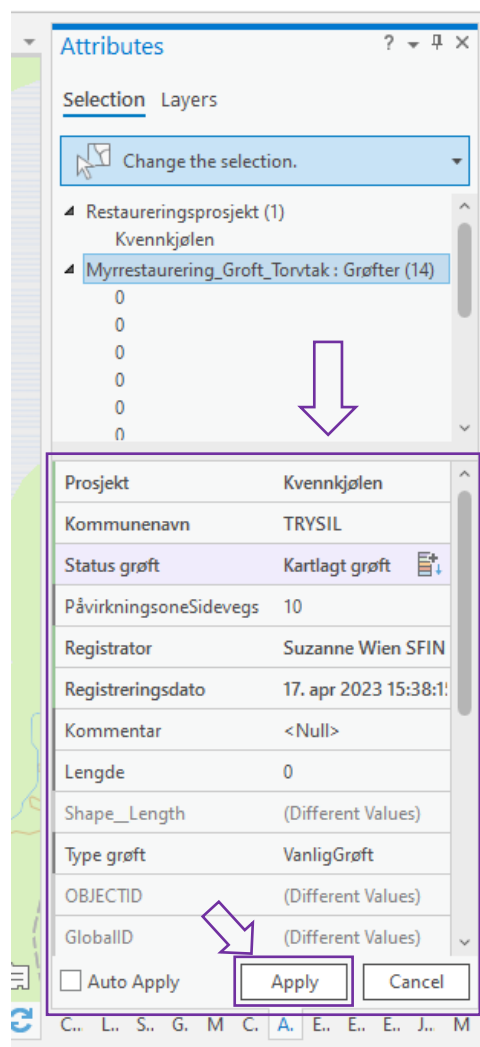 Attributes ?
Selection Layers
Change the selection.
Restaureringsprosjekt (1)
Kvennkjølen
Myrrestaurering_Groft_Torvtak : Grøfter (14)
0
0
0
0
0
0
Prosjekt Kvennkjølen
Kommunenavn TRYSIL
Status grøft Kartlagt grøft
PåvirkningsoneSidevegs 10
Registrator Suzanne Wien SFIN
Registreringsdato 17. apr 2023 15:38:1
Kommentar <Null>
Lengde 0
Shape__Length (Different Values)
Type grøft VanligGrøft
OBJECTID (Different Values)
GlobalID (Different Values)
Auto Apply Apply Cancel
C... L... S... G. M C. A. E... E... E... J... M